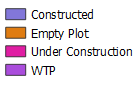 Constructed
Empty Plot
Under Construction
WTP